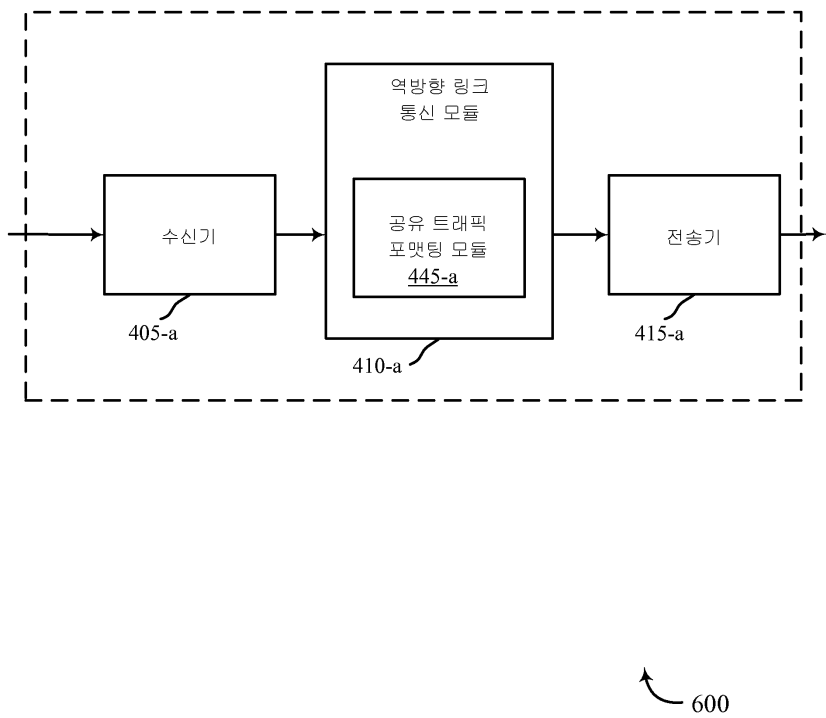 역방향 링크
통신 모듈
수신기
공유 트래픽
포맷팅 모듈
445-a
전송기
405-a
410-a
415-a
600